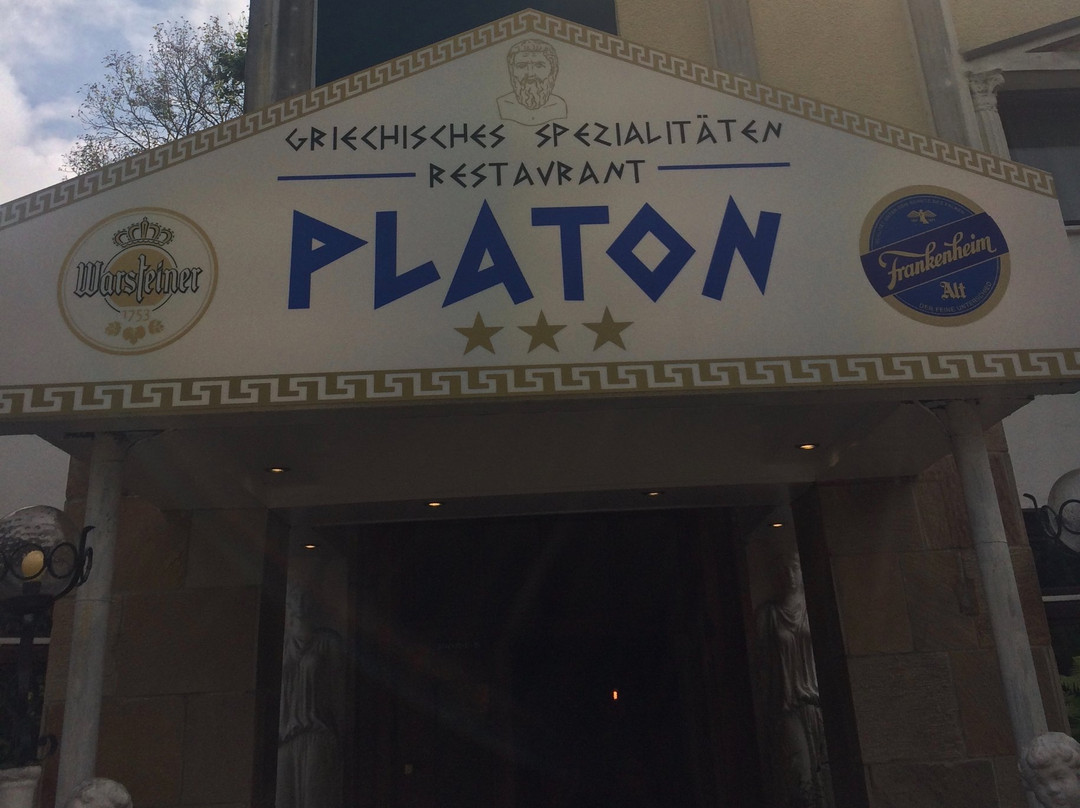 GRIECHISCHES SPEZIALITÄTEN
RESTAVRANT
PLATON
Warsteiner
1753
Frankenheim
Alt